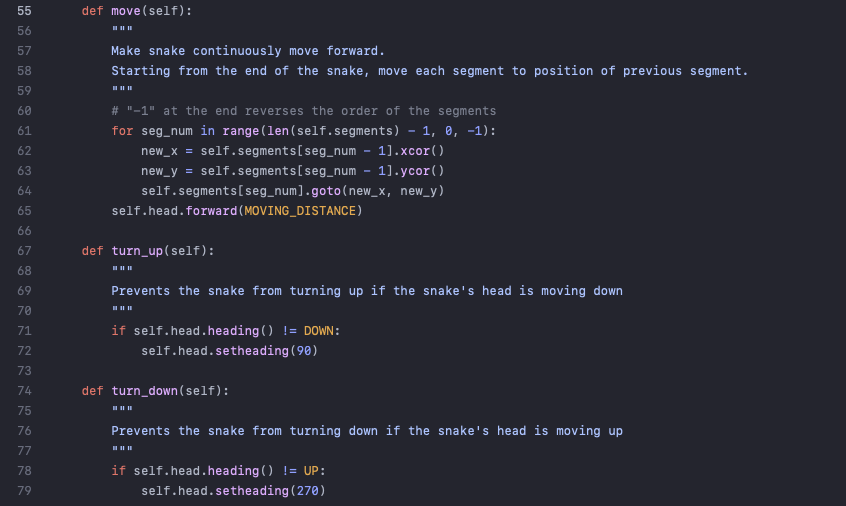 55 def move(self):
56 """
57 Make snake continuously move forward.
58 Starting from the end of the snake, move each segment to position of previous segment.
59 """
60 # "-1" at the end reverses the order of the segments
61 for seg_num in range(len(self.segments) - 1, 0, -1):
62 new_x = self.segments[seg_num - 1].xcor()
63 new_y = self.segments[seg_num - 1].ycor()
64 self.segments[seg_num].goto(new_x, new_y)
65 self.head.forward(MOVING_DISTANCE)
66
67 def turn_up(self):
68 """
69 Prevents the snake from turning up if the snake's head is moving down
70 """
71 if self.head.heading() != DOWN:
72 self.head.setheading(90)
73
74 def turn_down(self):
75 """
76 Prevents the snake from turning down if the snake's head is moving up
77 """
78 if self.head.heading() != UP:
79 self.head.setheading(270)